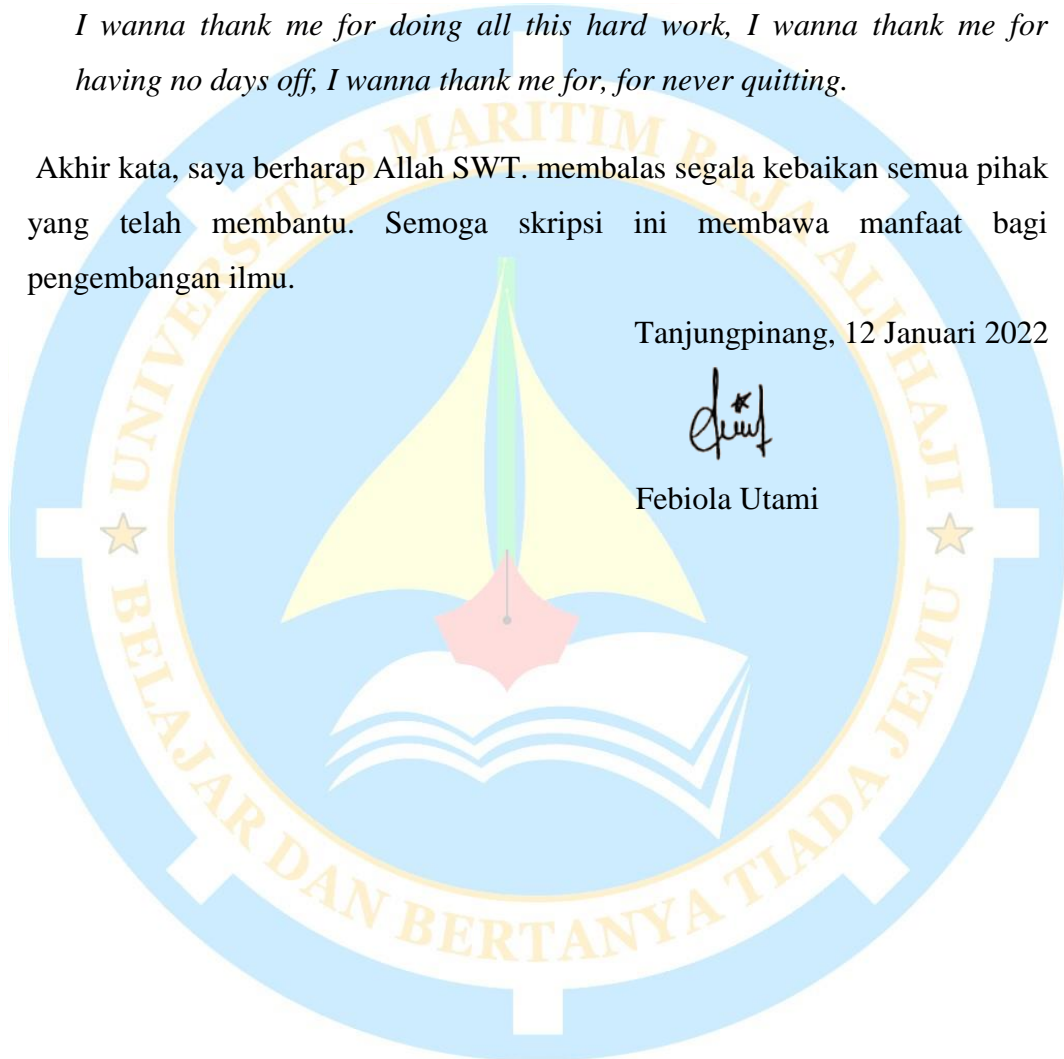 I wanna thank me for doing all this hard work, I wanna thank me for
having no days off, I wanna thank me for, for never quitting.
Akhir kata, saya berharap Allah SWT. membalas segala kebaikan semua pihak
yang telah membantu. Semoga skripsi ini membawa manfaat bagi
pengembangan ilmu.
Tanjungpinang, 12 Januari 2022
Febiola Utami
UNIVERSITAS MARITIM RAJA ALI HAJI
BELAJAR DAN BERTANYA TIADA JEMU